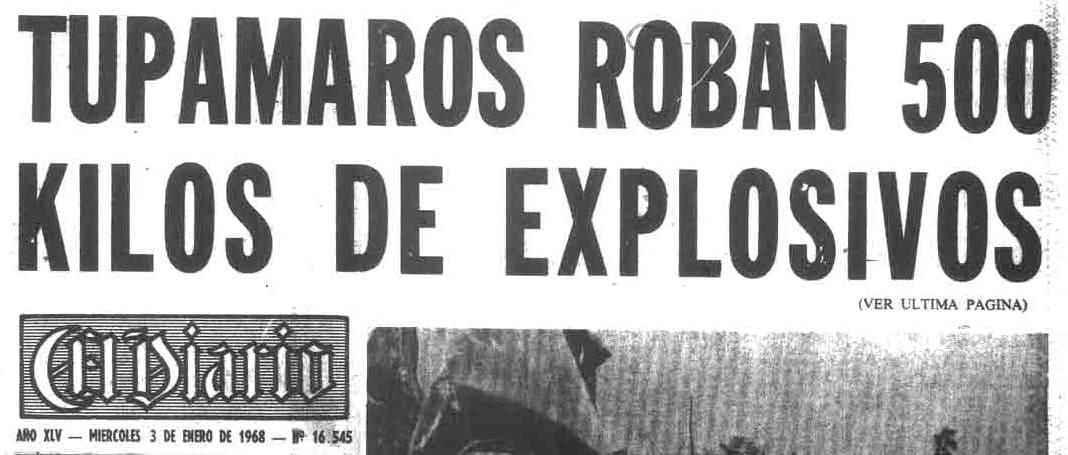 TUPAMAROS ROBAN 500
KILOS DE EXPLOSIVOS
(VER ULTIMA PAGINA)
El Diario
AÑO XLV — MIERCOLES 3 DE ENERO DE 1968 — Nº 16.545